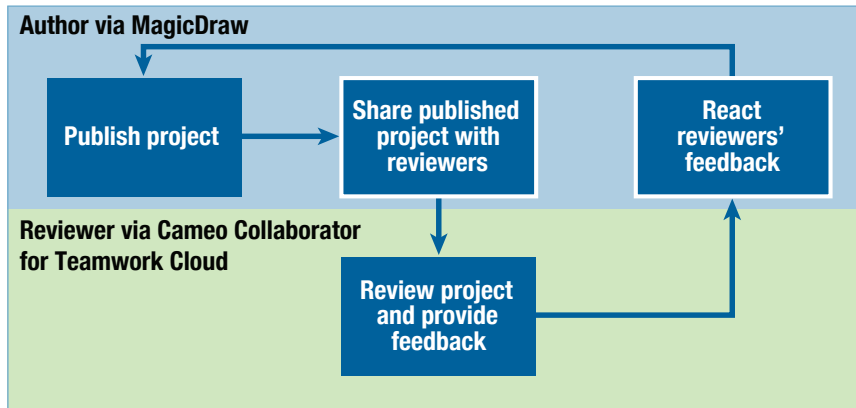 Author via MagicDraw
Publish project
Share published
project with
reviewers
React
reviewers’
feedback
Reviewer via Cameo Collaborator
for Teamwork Cloud
Review project
and provide
feedback